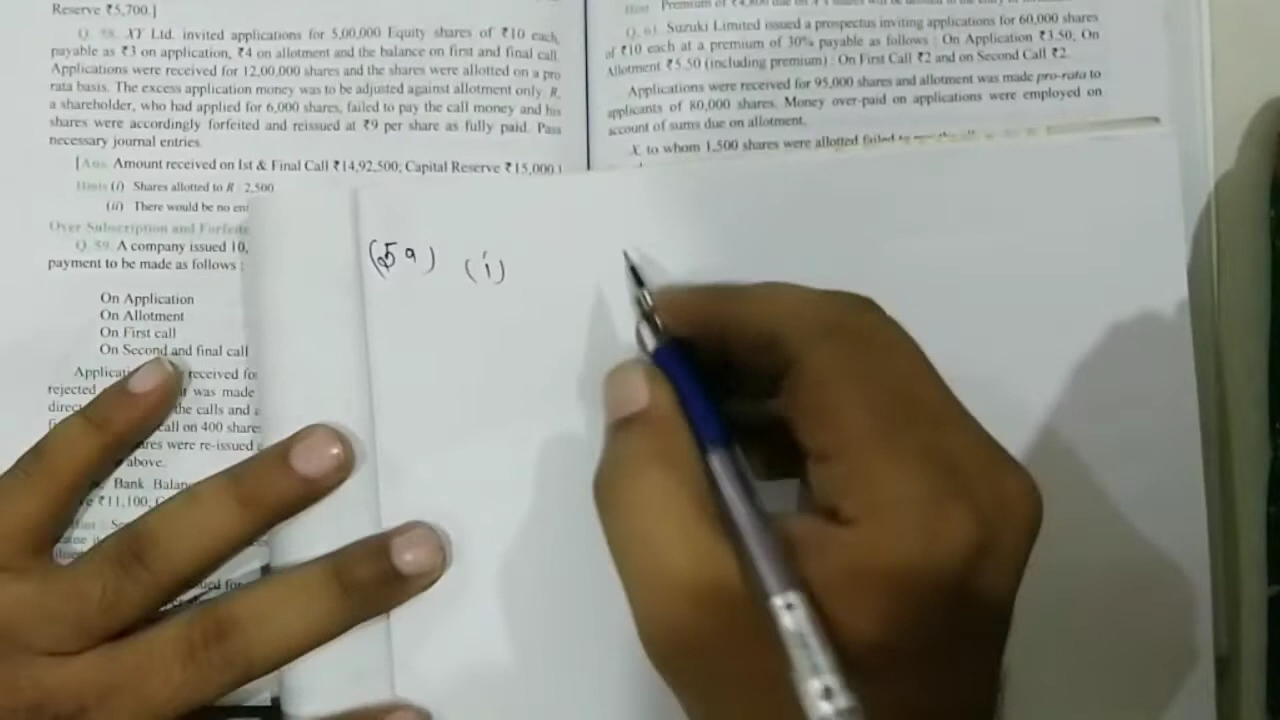 Reserve ₹5,700.]
Q. 58. XY Ltd. invited applications for 5,00,000 Equity shares of ₹10 each,
payable as ₹3 on application, ₹4 on allotment and the balance on first and final call.
Applications were received for 12,00,000 shares and the shares were allotted on a pro
rata basis. The excess application money was to be adjusted against allotment only. R,
a shareholder, who had applied for 6,000 shares, failed to pay the call money and his
shares were accordingly forfeited and reissued at ₹9 per share as fully paid. Pass
necessary journal entries.
[Ans. Amount received on Ist & Final Call ₹14,92,500; Capital Reserve ₹15,000.]
Hints (i) Shares allotted to R : 2,500
(ii) There would be no
Over Subscription and
Q. 59. A company issued 10,
payment to be made as follows :
On Application
On Allotment
On First call
On Second and final call
received
rejected was made
the calls and
call on 400
were re-issued
above.
Bank
₹11,100;
Q. 61. Suzuki Limited issued a prospectus inviting applications for 60,000 shares
of ₹10 each at a premium of 30% payable as follows : On Application ₹3.50, On
Allotment ₹5.50 (including premium) : On First Call ₹2 and on Second Call ₹2.
Applications were received for 95,000 shares and allotment was made pro-rata to
applicants of 80,000 shares. Money over-paid on applications were employed on
account of sums due on allotment.
X to whom 1,500 shares were allotted failed to
(59) (i)